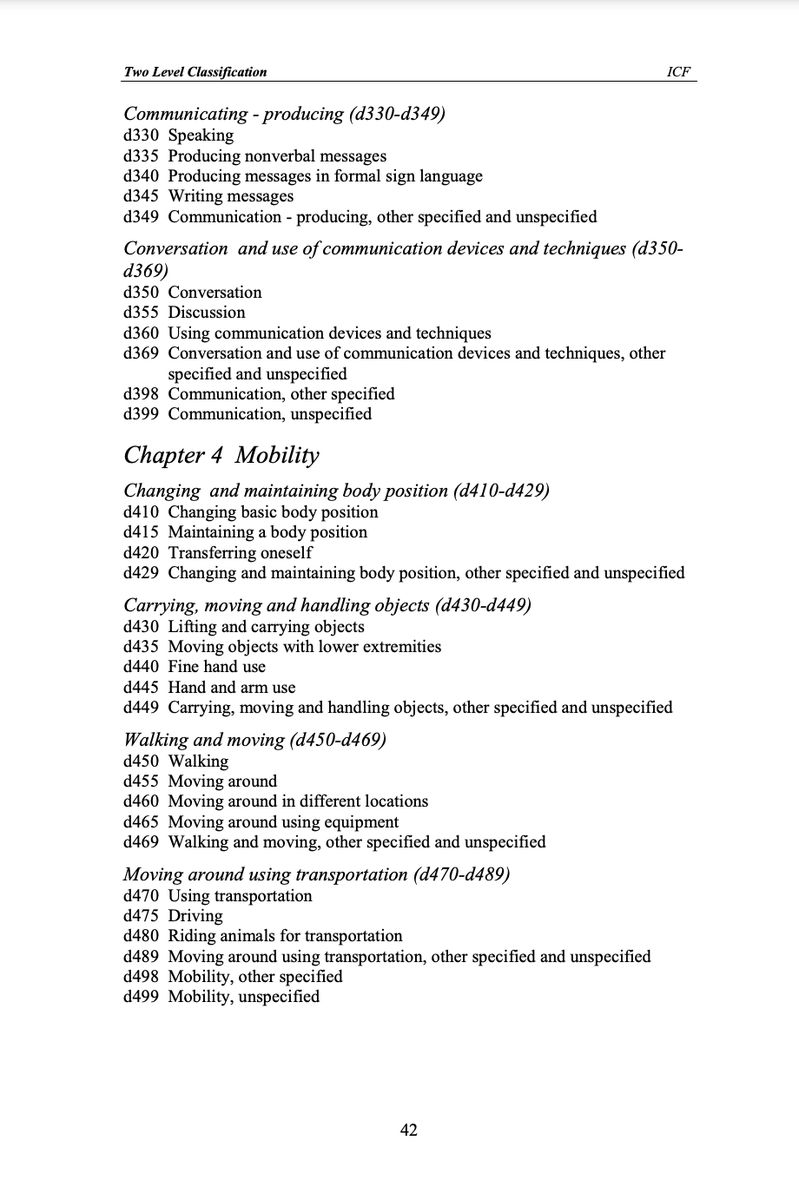 Two Level Classification ICF
Communicating - producing (d330-d349)
d330 Speaking
d335 Producing nonverbal messages
d340 Producing messages in formal sign language
d345 Writing messages
d349 Communication - producing, other specified and unspecified
Conversation and use of communication devices and techniques (d350-
d369)
d350 Conversation
d355 Discussion
d360 Using communication devices and techniques
d369 Conversation and use of communication devices and techniques, other
specified and unspecified
d398 Communication, other specified
d399 Communication, unspecified
Chapter 4 Mobility
Changing and maintaining body position (d410-d429)
d410 Changing basic body position
d415 Maintaining a body position
d420 Transferring oneself
d429 Changing and maintaining body position, other specified and unspecified
Carrying, moving and handling objects (d430-d449)
d430 Lifting and carrying objects
d435 Moving objects with lower extremities
d440 Fine hand use
d445 Hand and arm use
d449 Carrying, moving and handling objects, other specified and unspecified
Walking and moving (d450-d469)
d450 Walking
d455 Moving around
d460 Moving around in different locations
d465 Moving around using equipment
d469 Walking and moving, other specified and unspecified
Moving around using transportation (d470-d489)
d470 Using transportation
d475 Driving
d480 Riding animals for transportation
d489 Moving around using transportation, other specified and unspecified
d498 Mobility, other specified
d499 Mobility, unspecified
42